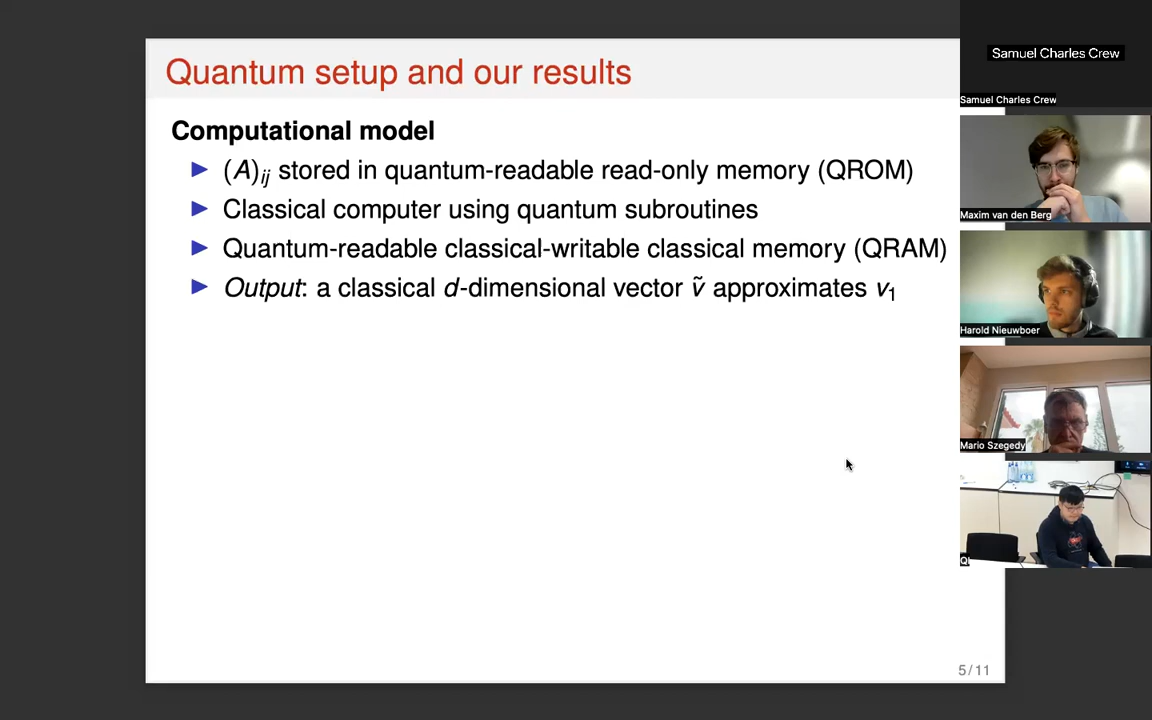 Quantum setup and our results
Computational model
(A)ij stored in quantum-readable read-only memory (QROM)
Classical computer using quantum subroutines
Quantum-readable classical-writable classical memory (QRAM)
Output: a classical d-dimensional vector ṽ approximates v1
5/11
Samuel Charles Crew
Samuel Charles Crew
Maxim van den Berg
Harold Nieuwboer
Mario Szegedy